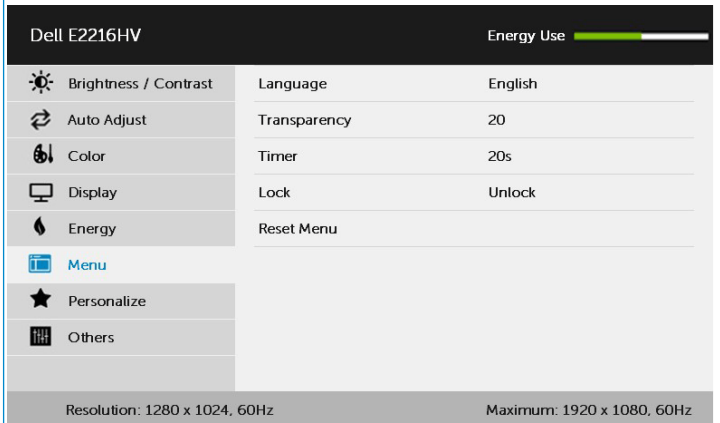 Dell E2216HV Energy Use
Brightness / Contrast Language English
Auto Adjust Transparency 20
Color Timer 20s
Display Lock Unlock
Energy Reset Menu
Menu
Personalize
Others
Resolution: 1280 x 1024, 60Hz Maximum: 1920 x 1080, 60Hz